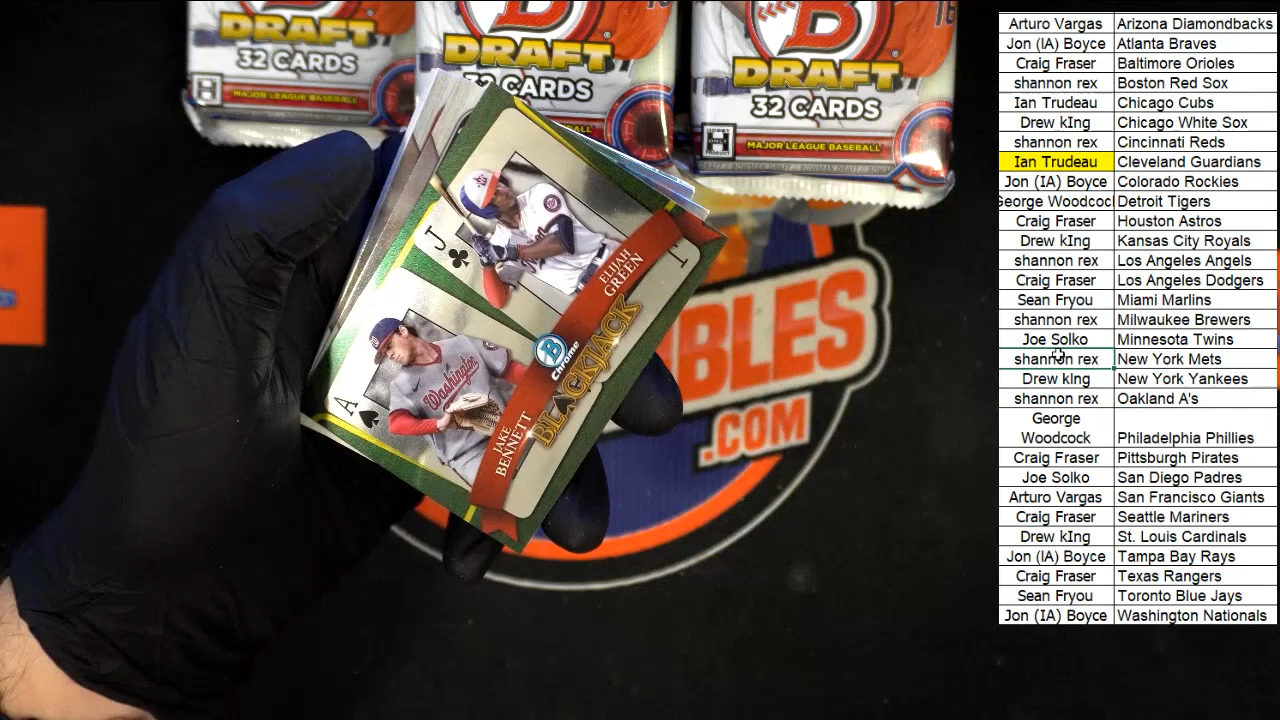 B
DRAFT
32 CARDS
MAJOR LEAGUE BASEBALL
DRAFT
32 CARDS
DRAFT
32 CARDS
MAJOR LEAGUE BASEBALL
J
ELIJAH
GREEN
BLACKJACK
B
Chrome
A
Washington
JAKE
BENNETT
BLES
.COM
Arturo Vargas Arizona Diamondbacks
Jon (IA) Boyce Atlanta Braves
Craig Fraser Baltimore Orioles
shannon rex Boston Red Sox
Ian Trudeau Chicago Cubs
Drew kIng Chicago White Sox
shannon rex Cincinnati Reds
Ian Trudeau Cleveland Guardians
Jon (IA) Boyce Colorado Rockies
George Woodcoc Detroit Tigers
Craig Fraser Houston Astros
Drew kIng Kansas City Royals
shannon rex Los Angeles Angels
Craig Fraser Los Angeles Dodgers
Sean Fryou Miami Marlins
shannon rex Milwaukee Brewers
Joe Solko Minnesota Twins
shannon rex New York Mets
Drew kIng New York Yankees
shannon rex Oakland A's
George
Woodcock Philadelphia Phillies
Craig Fraser Pittsburgh Pirates
Joe Solko San Diego Padres
Arturo Vargas San Francisco Giants
Craig Fraser Seattle Mariners
Drew kIng St. Louis Cardinals
Jon (IA) Boyce Tampa Bay Rays
Craig Fraser Texas Rangers
Sean Fryou Toronto Blue Jays
Jon (IA) Boyce Washington Nationals